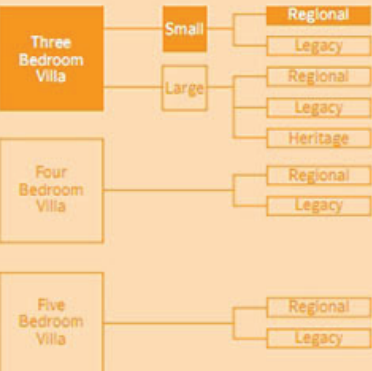 Three
Bedroom
Villa
Small
Regional
Legacy
Large
Regional
Legacy
Heritage
Four
Bedroom
Villa
Regional
Legacy
Five
Bedroom
Villa
Regional
Legacy